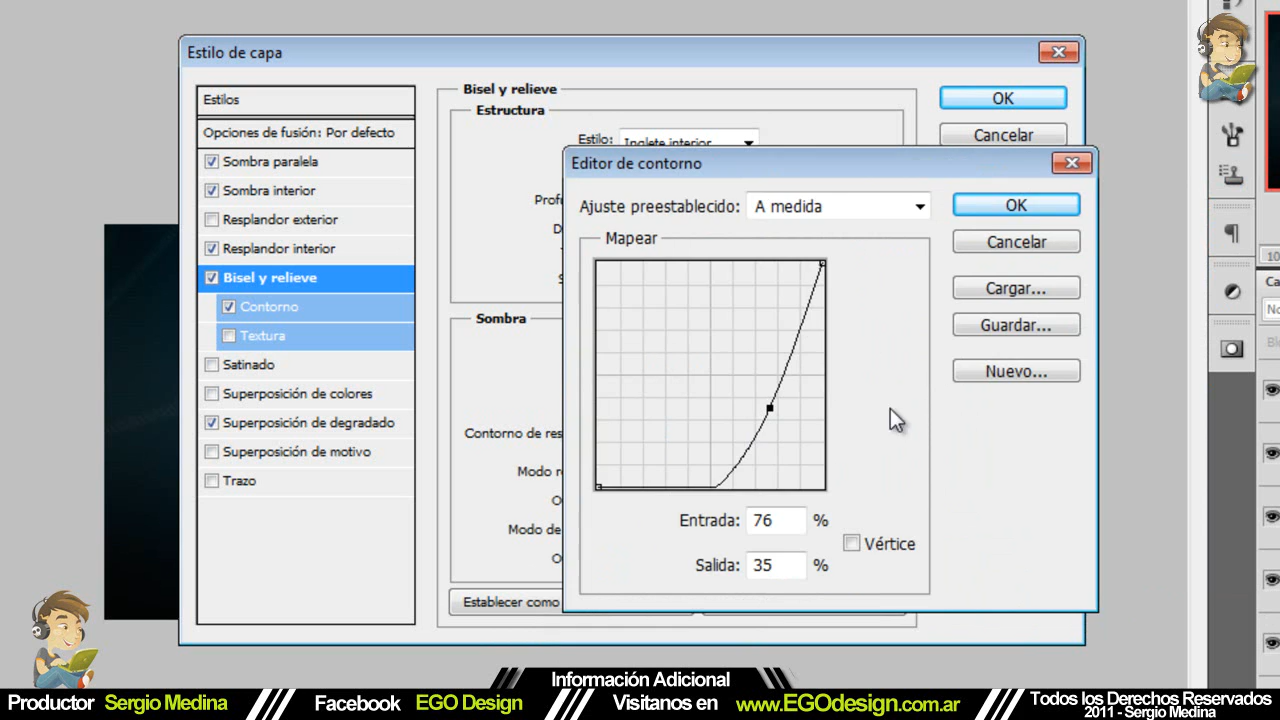 Estilo de capa
Estilos
Opciones de fusión: Por defecto
Sombra paralela
Sombra interior
Resplandor exterior
Resplandor interior
Bisel y relieve
Contorno
Textura
Satinado
Superposición de colores
Superposición de degradado
Superposición de motivo
Trazo
Bisel y relieve
Estructura
Estilo: Inglete interior
Sombra
Contorno de res
Modo r
Modo de
Establecer como
OK
Cancelar
Editor de contorno
Ajuste preestablecido: A medida
Mapear
Entrada: 76 %
Salida: 35 %
Vértice
OK
Cancelar
Cargar...
Guardar...
Nuevo...
Información Adicional
Productor Sergio Medina
Facebook EGO Design
Visitanos en www.EGOdesign.com.ar
Todos los Derechos Reservados
2011 - Sergio Medina